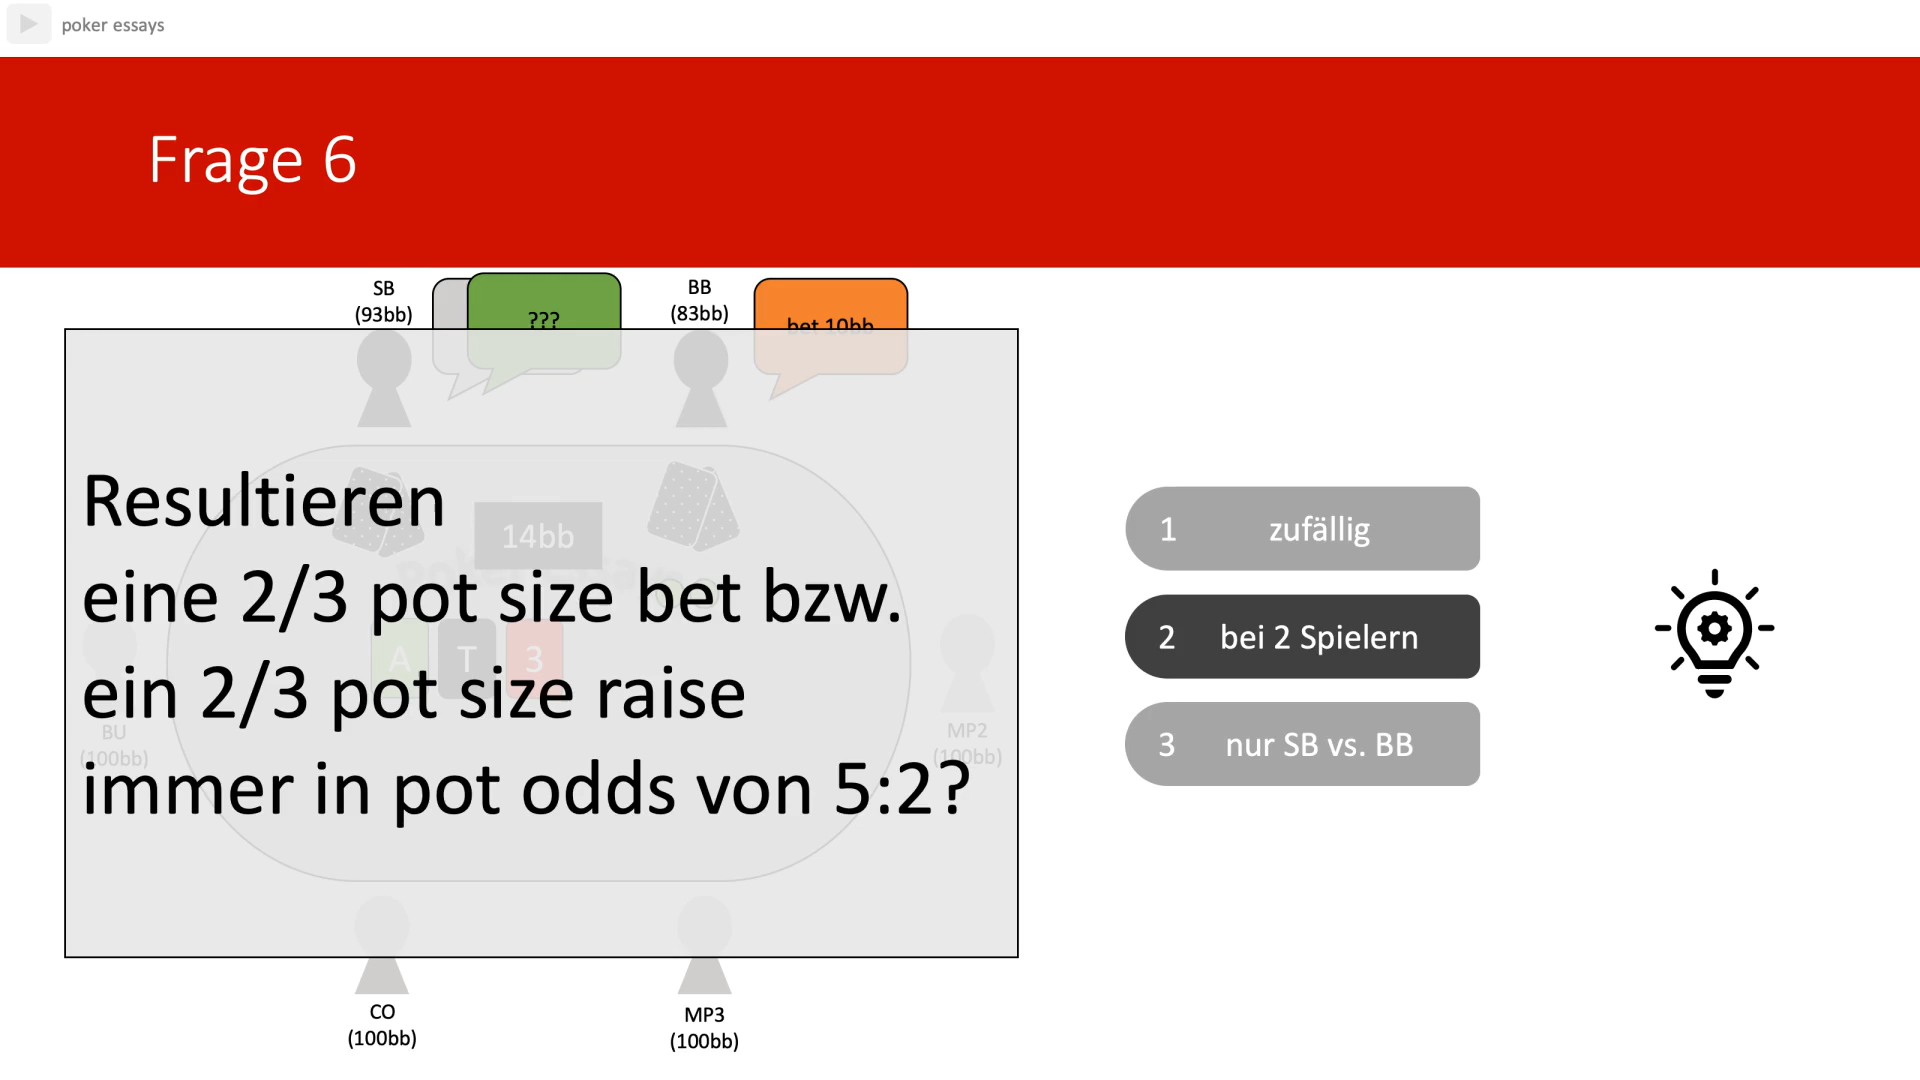 poker essays
Frage 6
SB
(93bb)
???
BB
(83bb)
bet 10bb
14bb
Resultieren
eine 2/3 pot size bet bzw.
ein 2/3 pot size raise
immer in pot odds von 5:2?
A T 3
BU
(100bb)
MP2
(100bb)
CO
(100bb)
MP3
(100bb)
1 zufällig
2 bei 2 Spielern
3 nur SB vs. BB